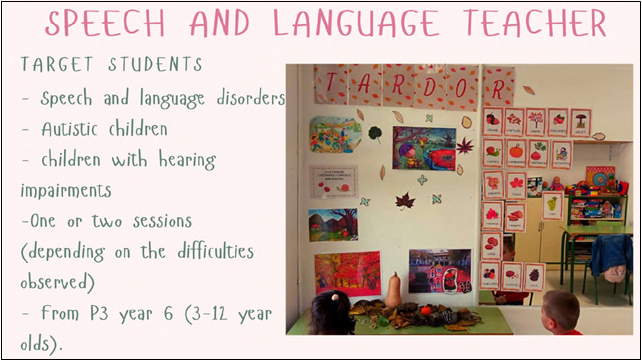 SPEECH AND LANGUAGE TEACHER
TARGET STUDENTS
- Speech and language disorders
- Autistic children
- children with hearing
impairments
-One or two sessions
(depending on the difficulties
observed)
- From P3 year 6 (3-12 year
olds).
TARDOR